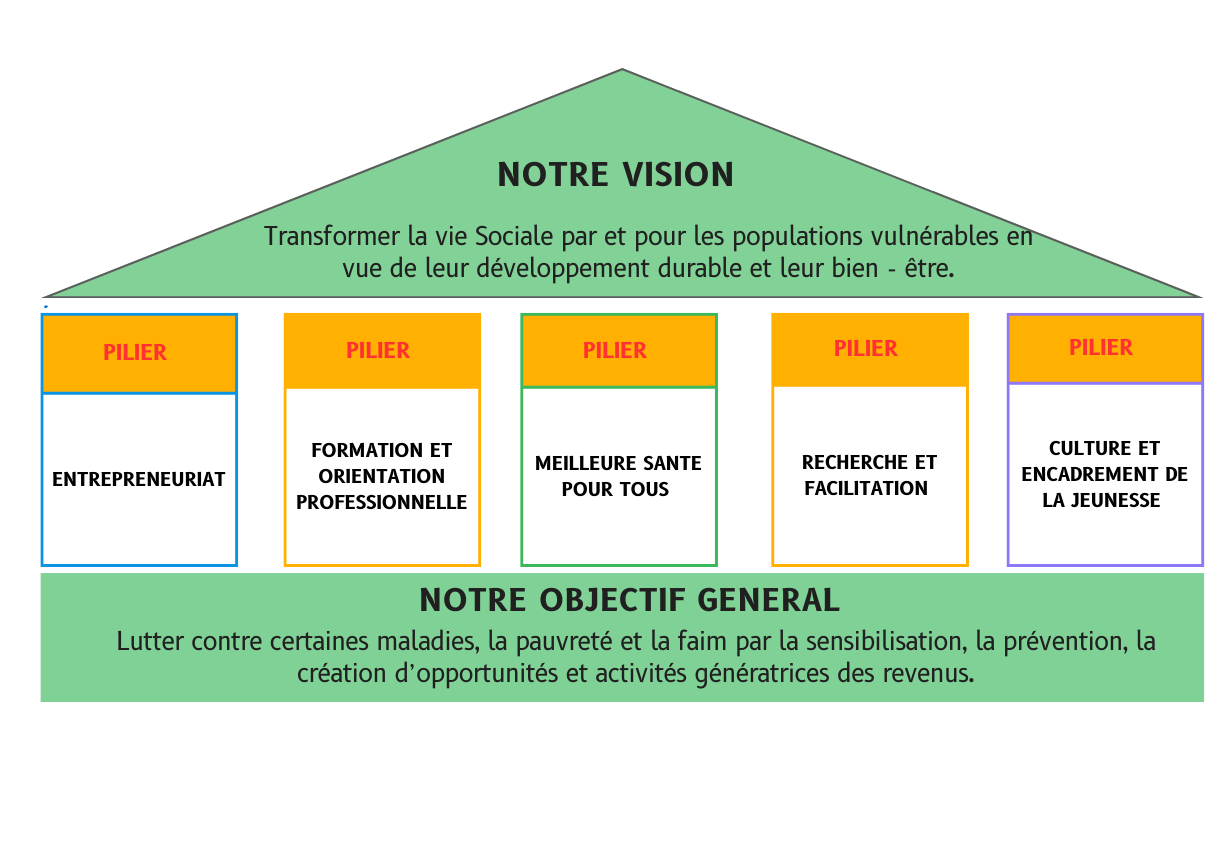 NOTRE VISION
Transformer la vie Sociale par et pour les populations vulnérables en
vue de leur développement durable et leur bien - être.
PILIER
ENTREPRENEURIAT
PILIER
FORMATION ET
ORIENTATION
PROFESSIONNELLE
PILIER
MEILLEURE SANTE
POUR TOUS
PILIER
RECHERCHE ET
FACILITATION
PILIER
CULTURE ET
ENCADREMENT DE
LA JEUNESSE
NOTRE OBJECTIF GENERAL
Lutter contre certaines maladies, la pauvreté et la faim par la sensibilisation, la prévention, la
création d’opportunités et activités génératrices des revenus.